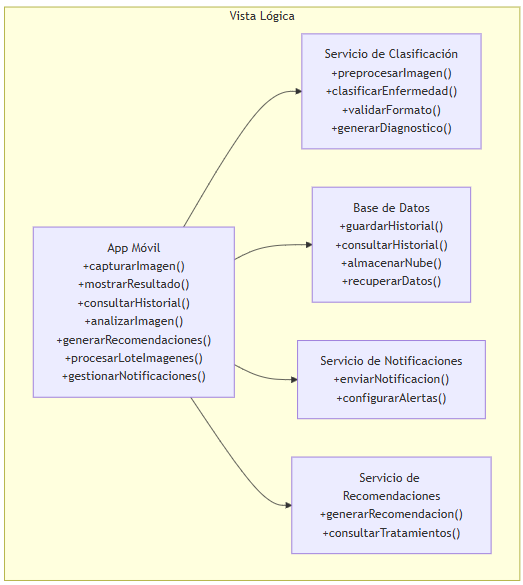 Vista Lógica
Servicio de Clasificación
+preprocesarImagen()
+clasificarEnfermedad()
+validarFormato()
+generarDiagnostico()
Base de Datos
+guardarHistorial()
+consultarHistorial()
+almacenarNube()
+recuperarDatos()
App Móvil
+capturarImagen()
+mostrarResultado()
+consultarHistorial()
+analizarImagen()
+generarRecomendaciones()
+procesarLoteImagenes()
+gestionarNotificaciones()
Servicio de Notificaciones
+enviarNotificacion()
+configurarAlertas()
Servicio de
Recomendaciones
+generarRecomendacion()
+consultarTratamientos()